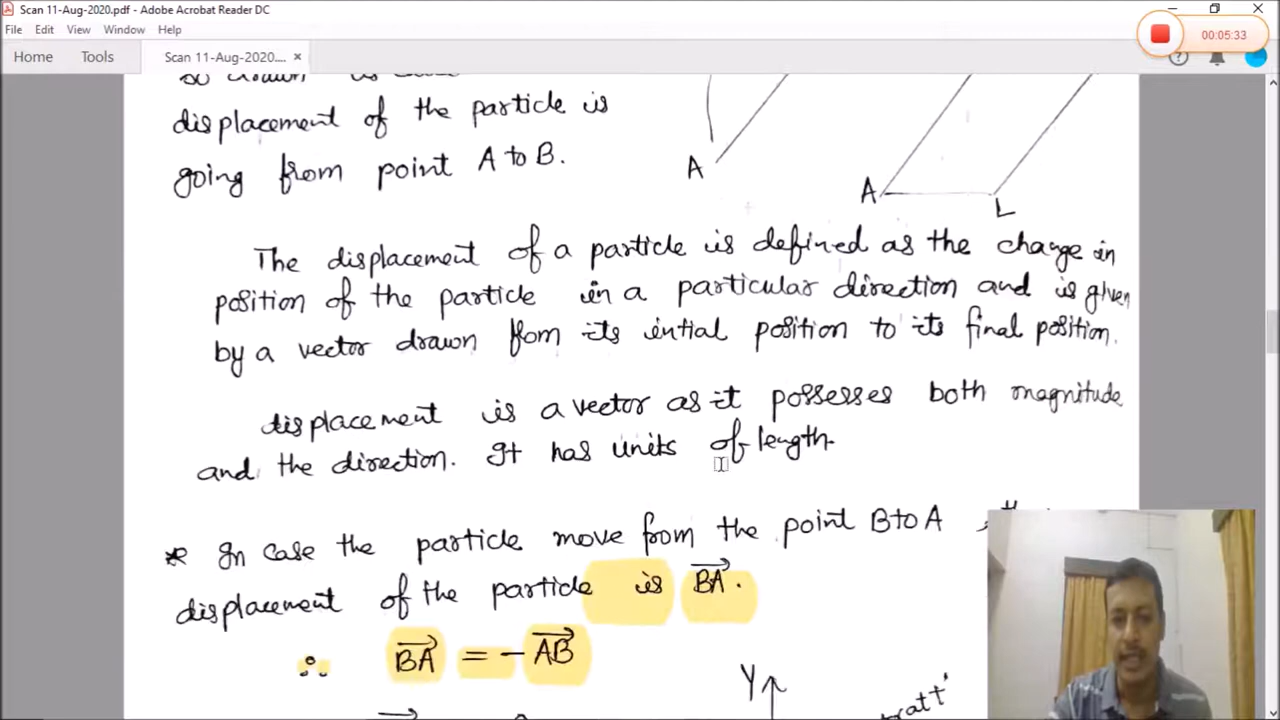 Scan 11-Aug-2020.pdf - Adobe Acrobat Reader DC
File Edit View Window Help
00:05:33
Home Tools Scan 11-Aug-2020.... ×
so drawn is
displacement of the particle is
going from point A to B.
A
A
L
The displacement of a particle is defined as the change in
position of the particle in a particular direction and is given
by a vector drawn from its intial position to its final position.
displacement is a vector as it possesses both magnitude
and the direction. It has units of length.
* In case the particle move from the point B to A
displacement of the particle is BA⃗.
∴ BA⃗ = - AB⃗
Y